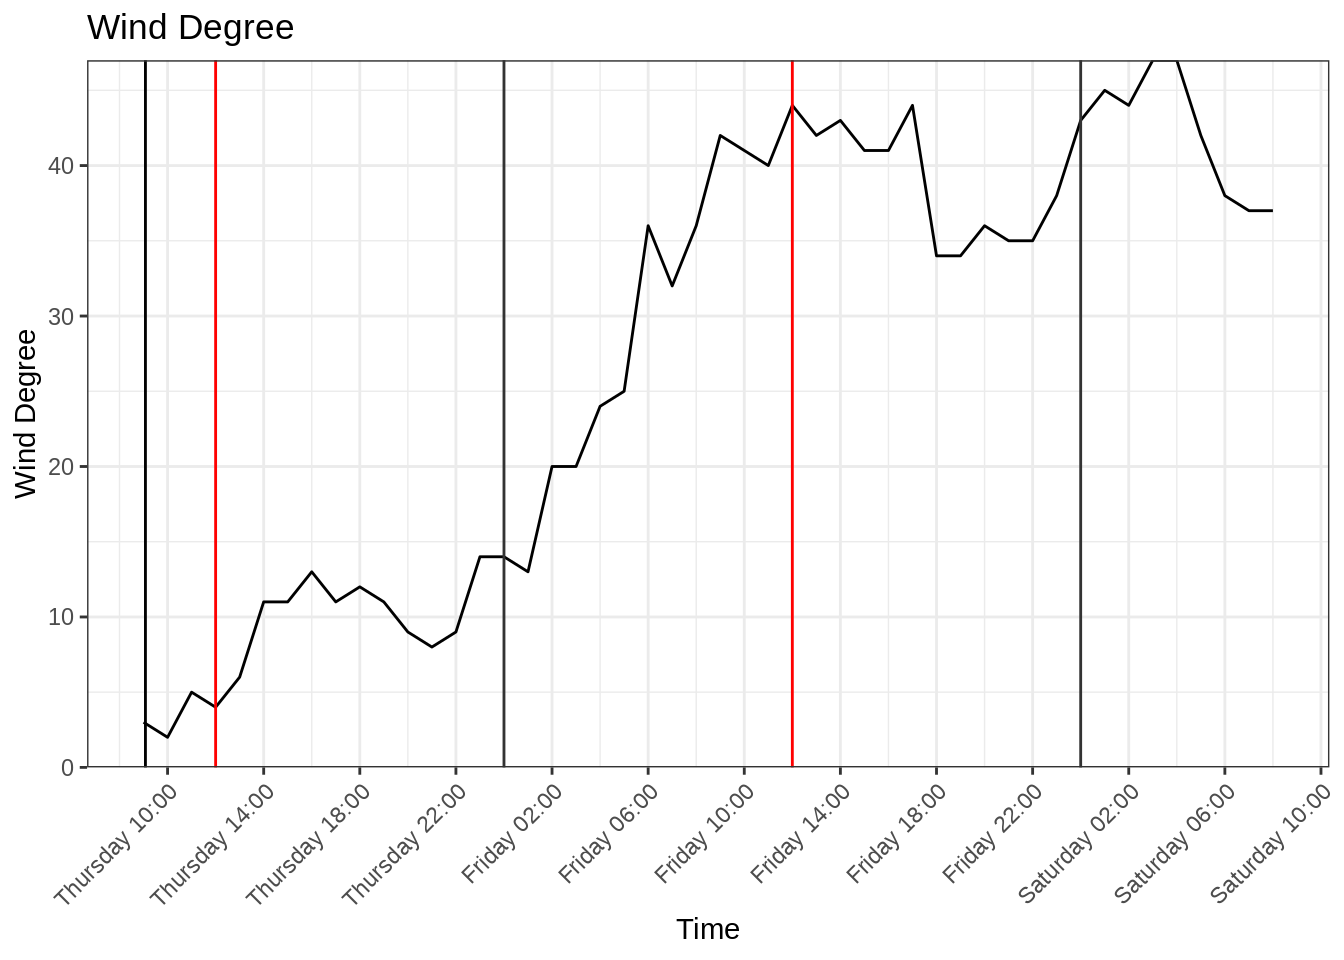 Wind Degree
Wind Degree
40
30
20
10
0
Thursday 10:00
Thursday 14:00
Thursday 18:00
Thursday 22:00
Friday 02:00
Friday 06:00
Friday 10:00
Friday 14:00
Friday 18:00
Friday 22:00
Saturday 02:00
Saturday 06:00
Saturday 10:00
Time